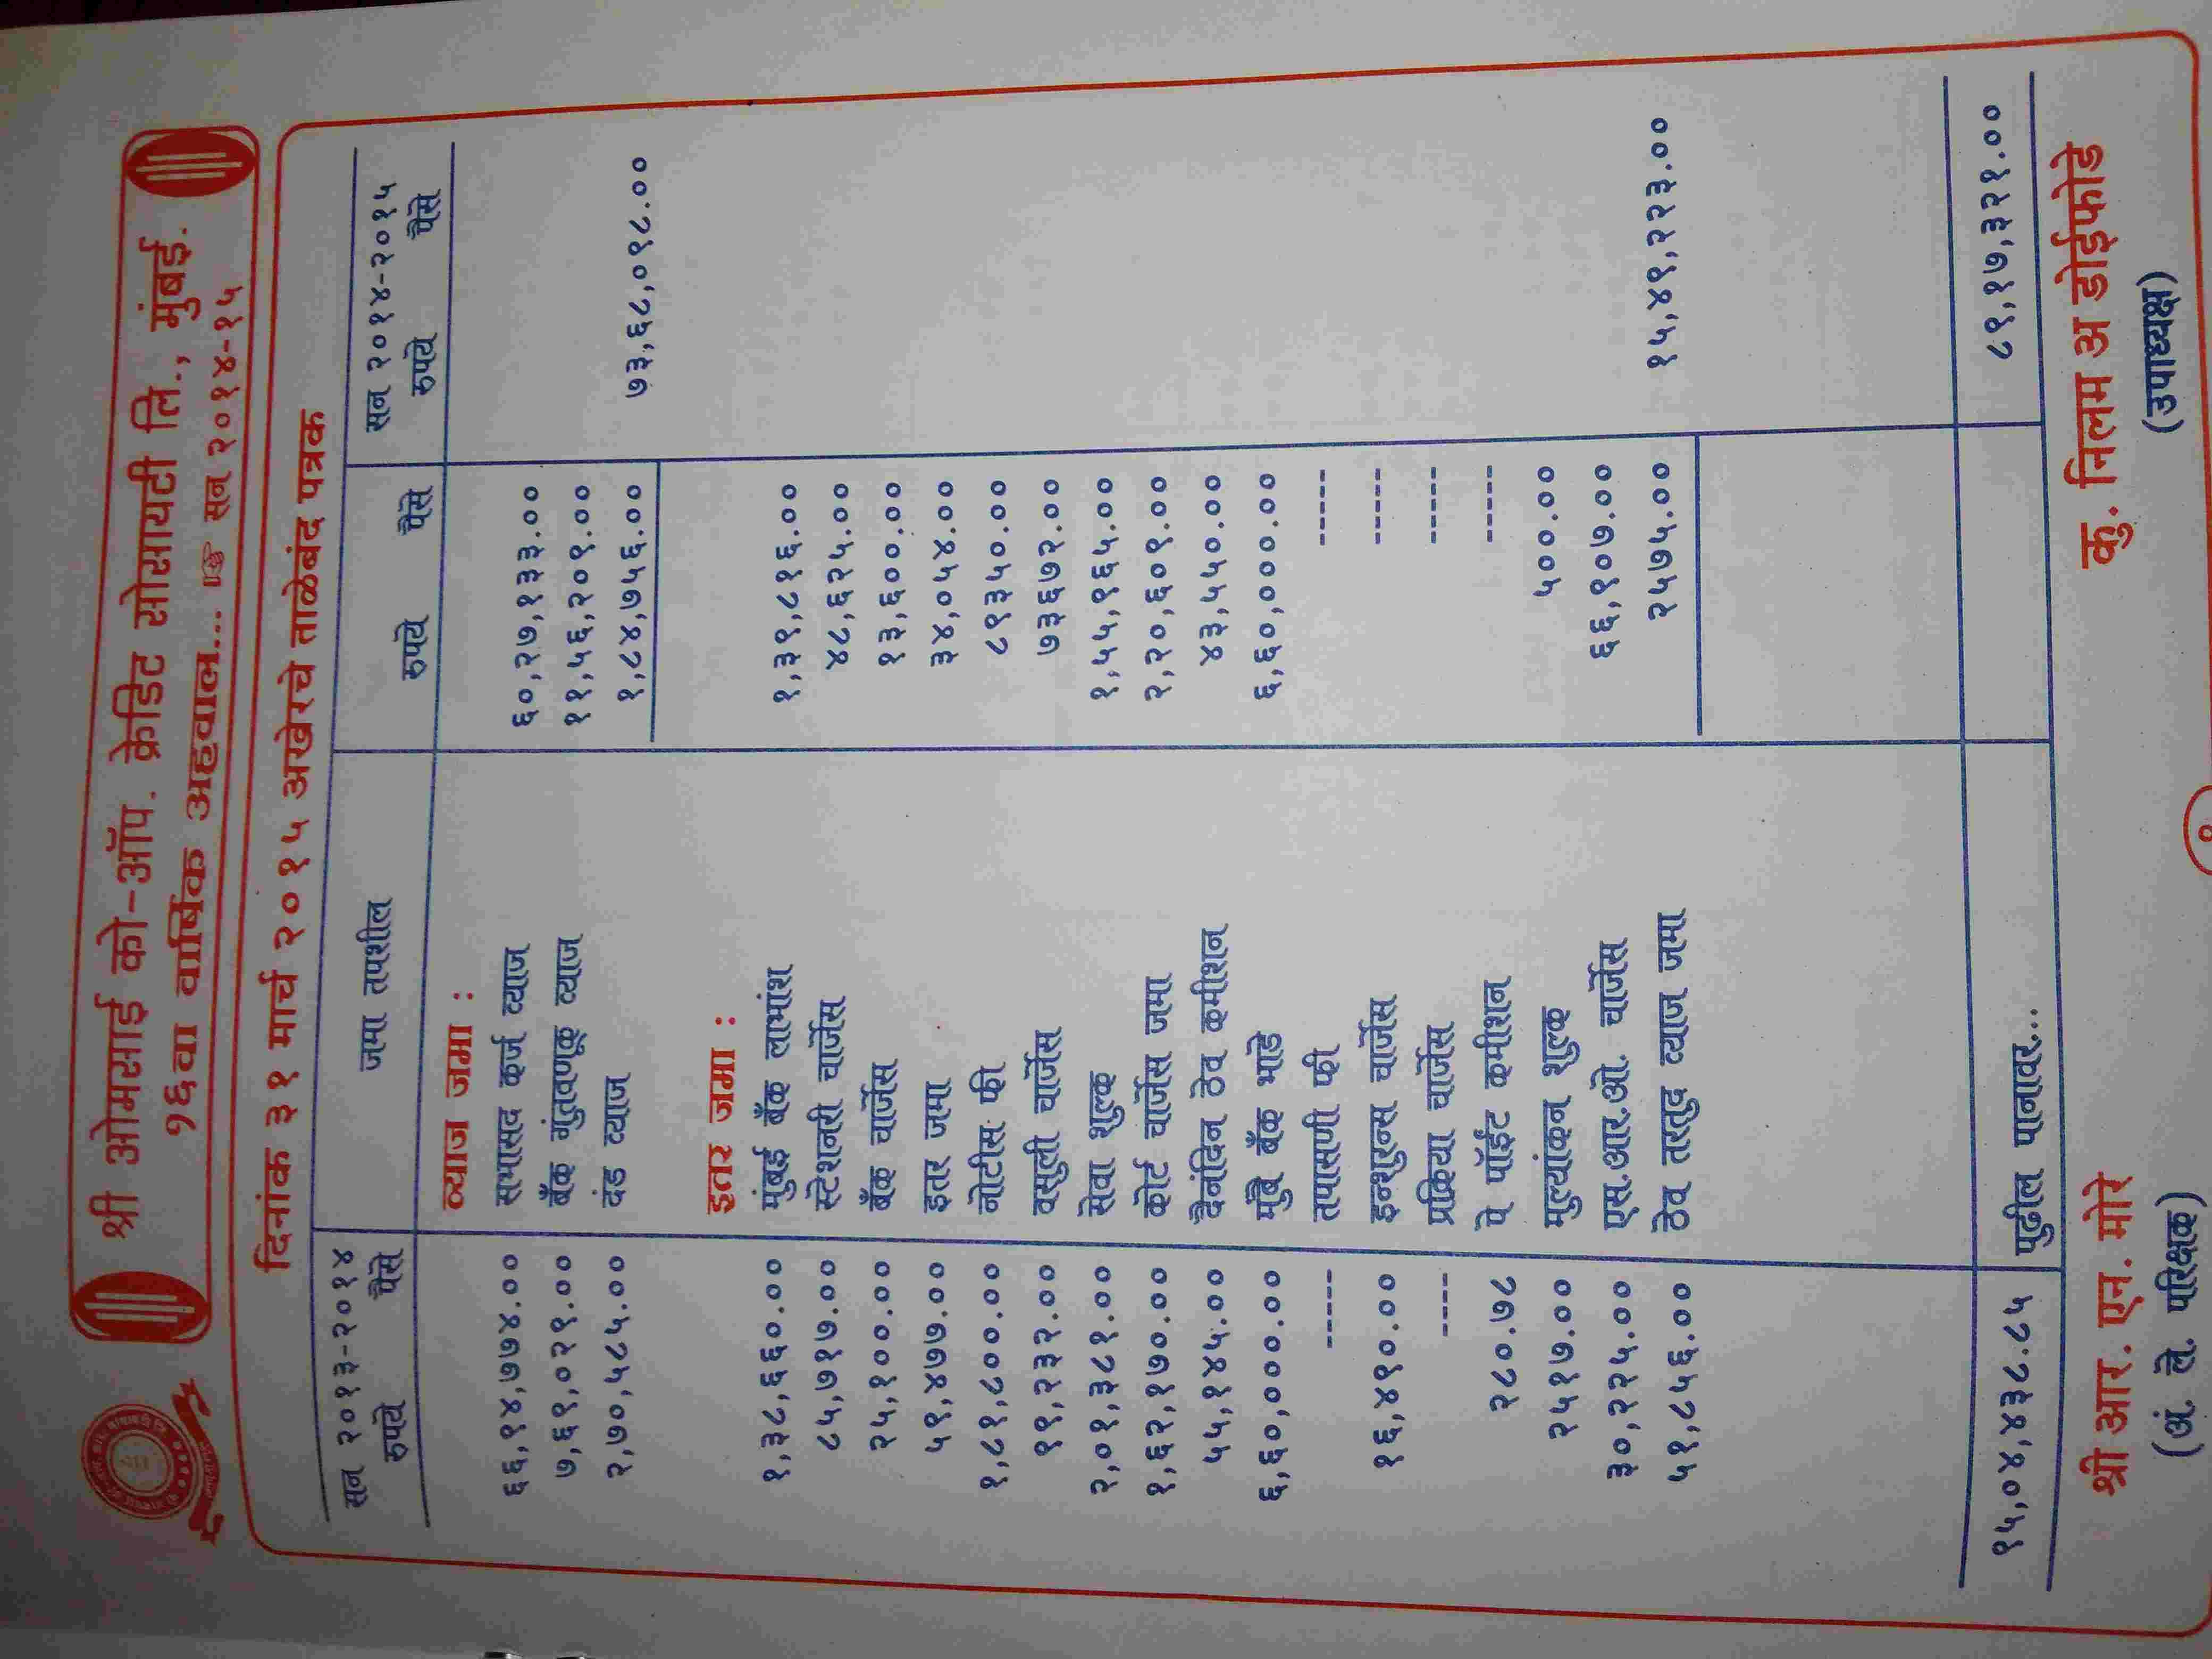 श्री ओमसाई को-ऑप. क्रेडिट सोसायटी लि., मुंबई.
१६वा वार्षिक अहवाल... ☞ सन २०१४-१५
दिनांक ३१ मार्च २०१५ अखेरचे ताळेबंद पत्रक
सन २०१३-२०१४ जमा तपशील सन २०१४-२०१५
रुपये पैसे रुपये पैसे रुपये पैसे
व्याज जमा :
६६,९४,७७४.०० सभासद कर्ज व्याज ६०,२७,१३३.००
७,६९,०२९.०० बँक गुंतवणूक व्याज ११,५६,२०९.००
२,७०,५८५.०० दंड व्याज १,८४,७५६.०० ७३,६८,०९८.००
इतर जमा :
१,३८,६६०.०० मुंबई बँक लाभांश १,३९,८१६.००
८५,७१७.०० स्टेशनरी चार्जेस ४८,६२५.००
२५,१००.०० बँक चार्जेस १३,६००.००
५९,४७७.०० इतर जमा ३४,०५४.००
१,८१,८००.०० नोटीस फी ८९३५०.००
९९,२३२.०० वसुली चार्जेस ७३६७२.००
२,०१,३८१.०० सेवा शुल्क १,५५,९६५.००
१,६२,१७०.०० कोर्ट चार्जेस जमा २,२०,६०९.००
५५,१४५.०० दैनंदिन ठेव कमीशन ४३,५५०.००
६,६०,०००.०० मुंबै बँक भाडे ६,६०,०००.००
----- तपासणी फी -----
१६,४९०.०० इन्शुरन्स चार्जेस -----
---- प्रक्रिया चार्जेस -----
२८०.७८ पे पॉईंट कमीशन -----
२५१७.०० मुल्यांकन शुल्क ५००.००
३०,२२५.०० एस.आर.ओ. चार्जेस ६६,९०७.००
५१,८५६.०० ठेव तरतुद व्याज जमा २५७५.०० १५,४९,२२३.००
९५,०४,४३८.८५ पुढील पानावर... ८९,१७,३२१.००
श्री आर. एन. मोरे कु. निलम अ डोईफोडे
(अं. ले. परिक्षक) (उपाध्यक्ष)